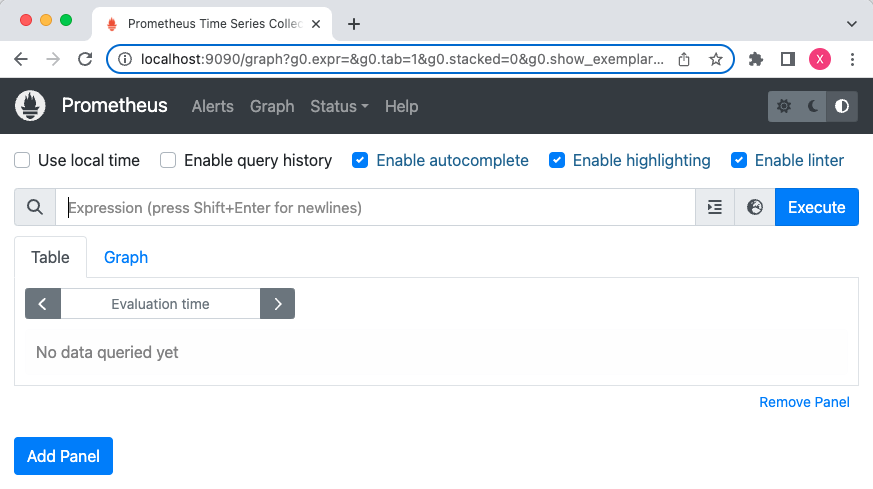 Prometheus Time Series Collec
localhost:9090/graph?g0.expr=&g0.tab=1&g0.stacked=0&g0.show_exemplar...
X
Prometheus Alerts Graph Status Help
Use local time Enable query history Enable autocomplete Enable highlighting Enable linter
Expression (press Shift+Enter for newlines) Execute
Table Graph
Evaluation time
No data queried yet
Remove Panel
Add Panel